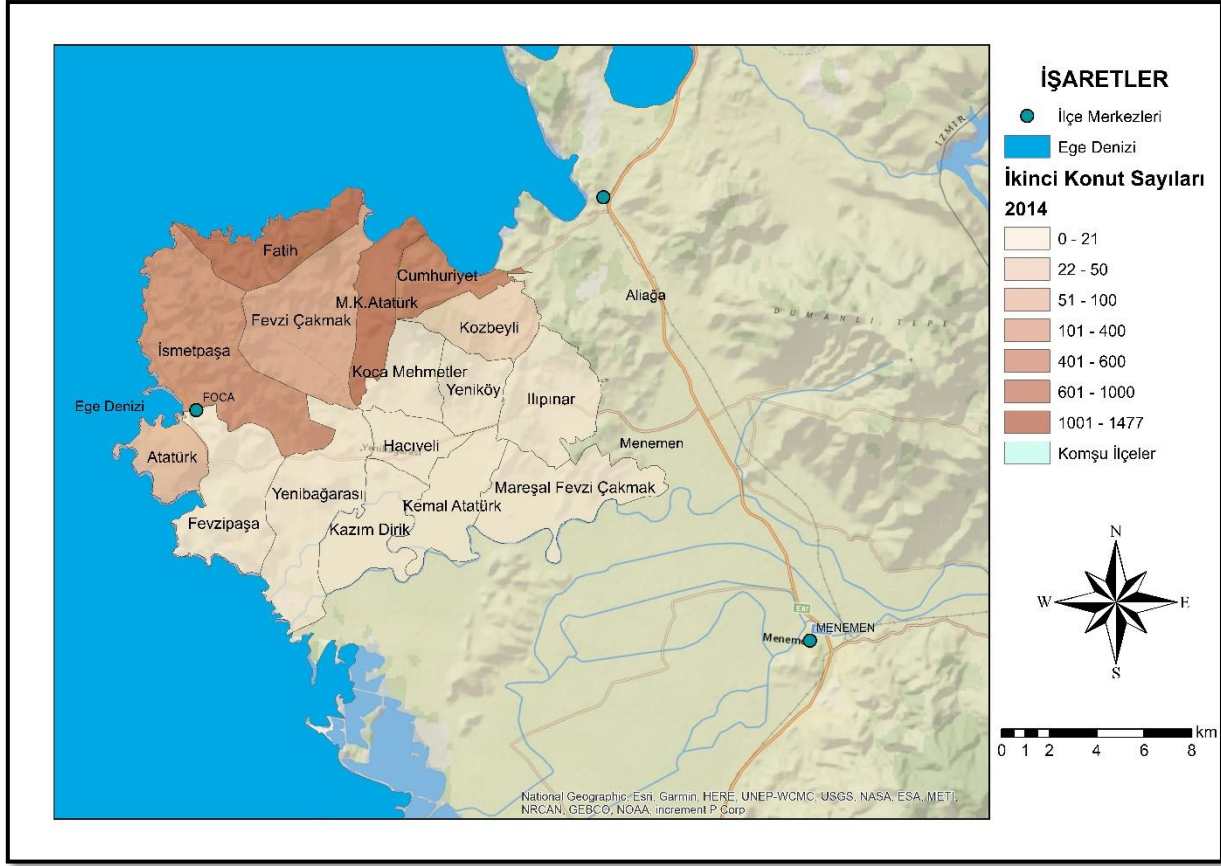 İŞARETLER
İlçe Merkezleri
Ege Denizi
İkinci Konut Sayıları
2014
0 - 21
22 - 50
51 - 100
101 - 400
401 - 600
601 - 1000
1001 - 1477
Komşu İlçeler
N
W
E
S
km
0 1 2 4 6 8
İZMİR
Fatih
Cumhuriyet
M.K.Atatürk
Aliağa
DUMANLI TEPE
Fevzi Çakmak
Kozbeyli
İsmetpaşa
Koca Mehmetler
Yeniköy
Ilıpınar
FOÇA
Ege Denizi
Hacıveli
Menemen
Atatürk
Mareşal Fevzi Çakmak
Yenibağarası
Kemal Atatürk
Fevzipaşa
Kazım Dirik
E87
MENEMEN
National Geographic, Esri, Garmin, HERE, UNEP-WCMC, USGS, NASA, ESA, METI,
NRCAN, GEBCO, NOAA, increment P Corp.